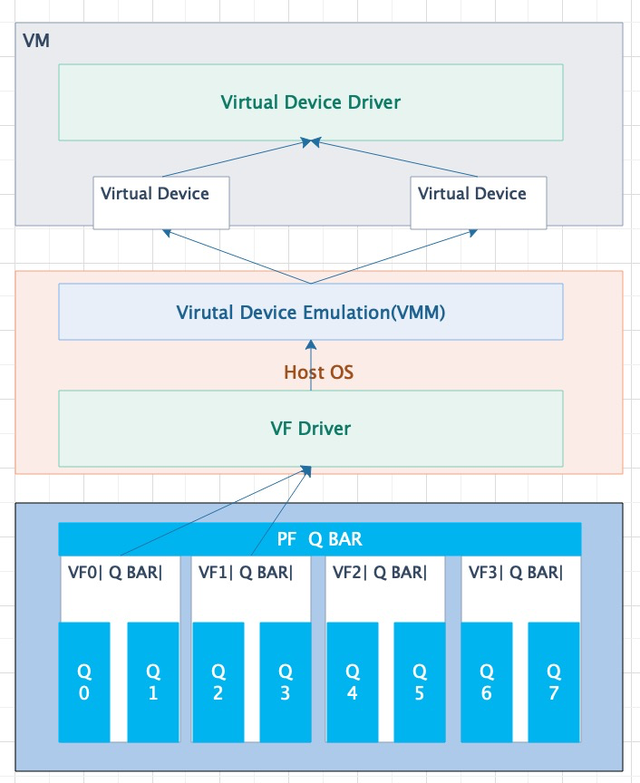 VM
Virtual Device Driver
Virtual Device
Virtual Device
Virutal Device Emulation(VMM)
Host OS
VF Driver
PF Q BAR
VF0| Q BAR|
VF1| Q BAR|
VF2| Q BAR|
VF3| Q BAR|
Q
0
Q
1
Q
2
Q
3
Q
4
Q
5
Q
6
Q
7